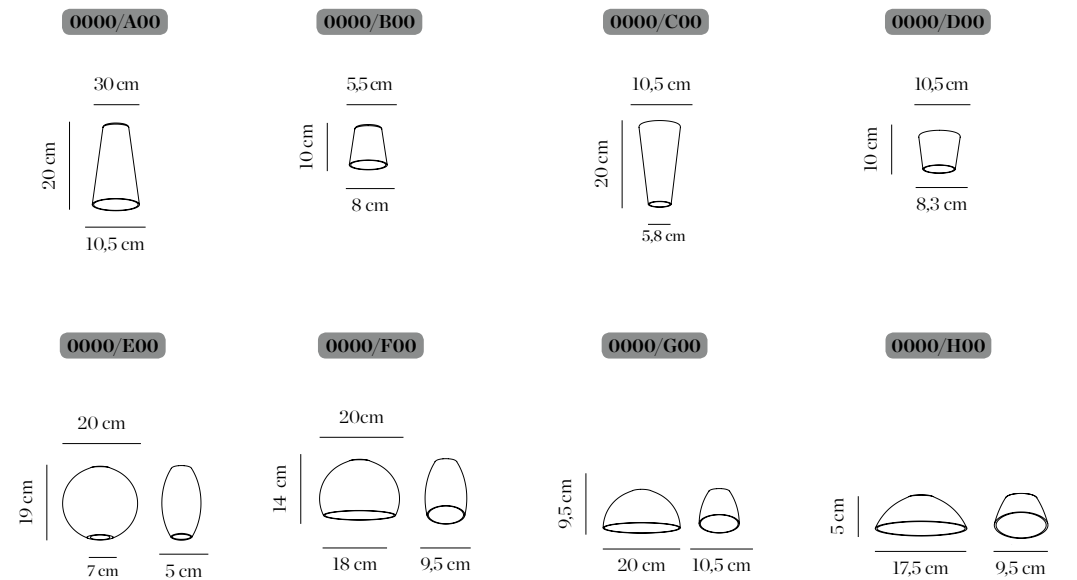 0000/A00
0000/B00
0000/C00
0000/D00
30 cm
5,5 cm
10,5 cm
10,5 cm
20 cm
10 cm
20 cm
10 cm
10,5 cm
8 cm
5,8 cm
8,3 cm
0000/E00
0000/F00
0000/G00
0000/H00
20 cm
20cm
19 cm
14 cm
9,5 cm
5 cm
7 cm
5 cm
18 cm
9,5 cm
20 cm
10,5 cm
17,5 cm
9,5 cm